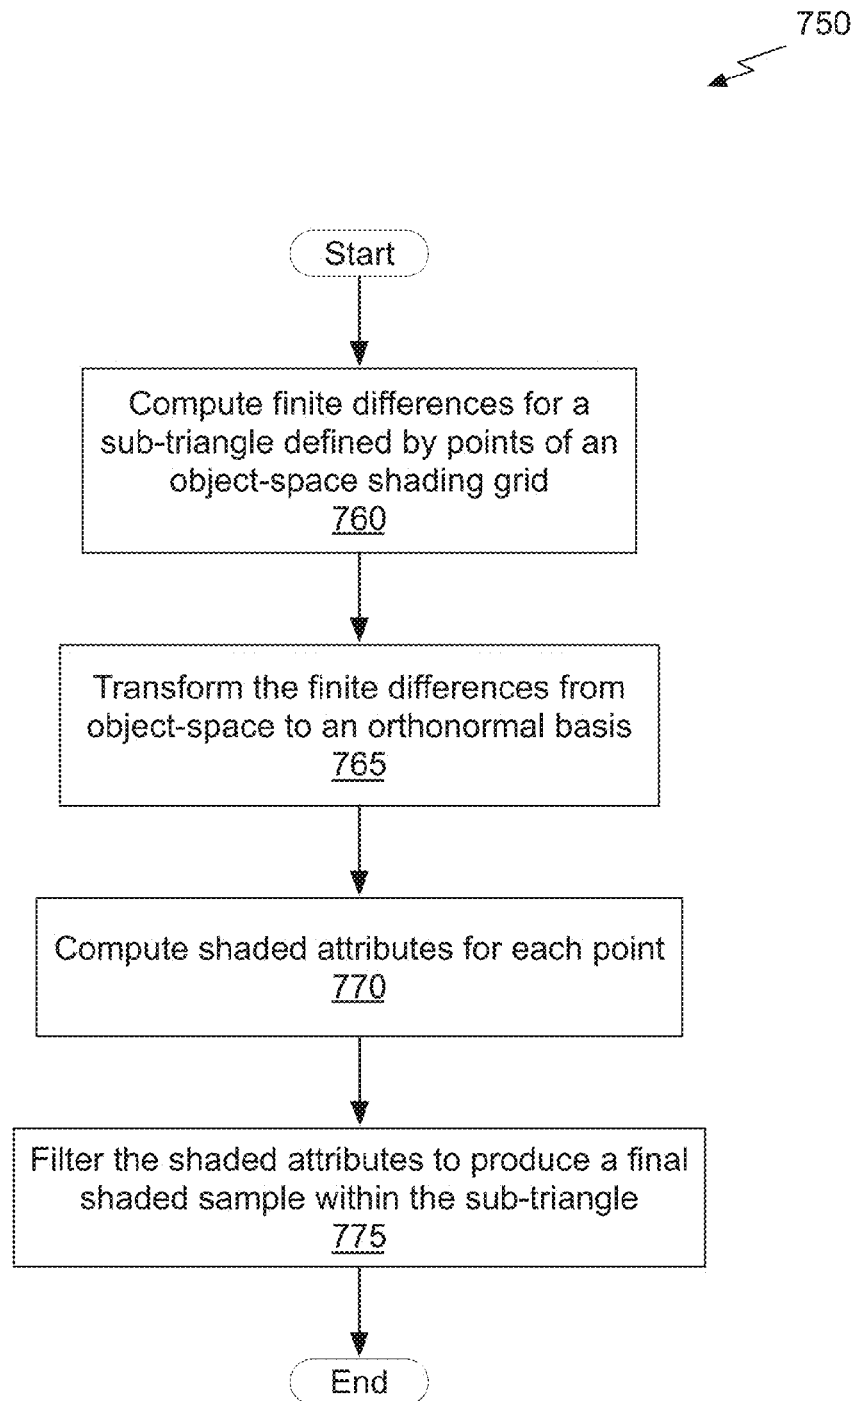 750
Start
Compute finite differences for a
sub-triangle defined by points of an
object-space shading grid
760
Transform the finite differences from
object-space to an orthonormal basis
765
Compute shaded attributes for each point
770
Filter the shaded attributes to produce a final
shaded sample within the sub-triangle
775
End